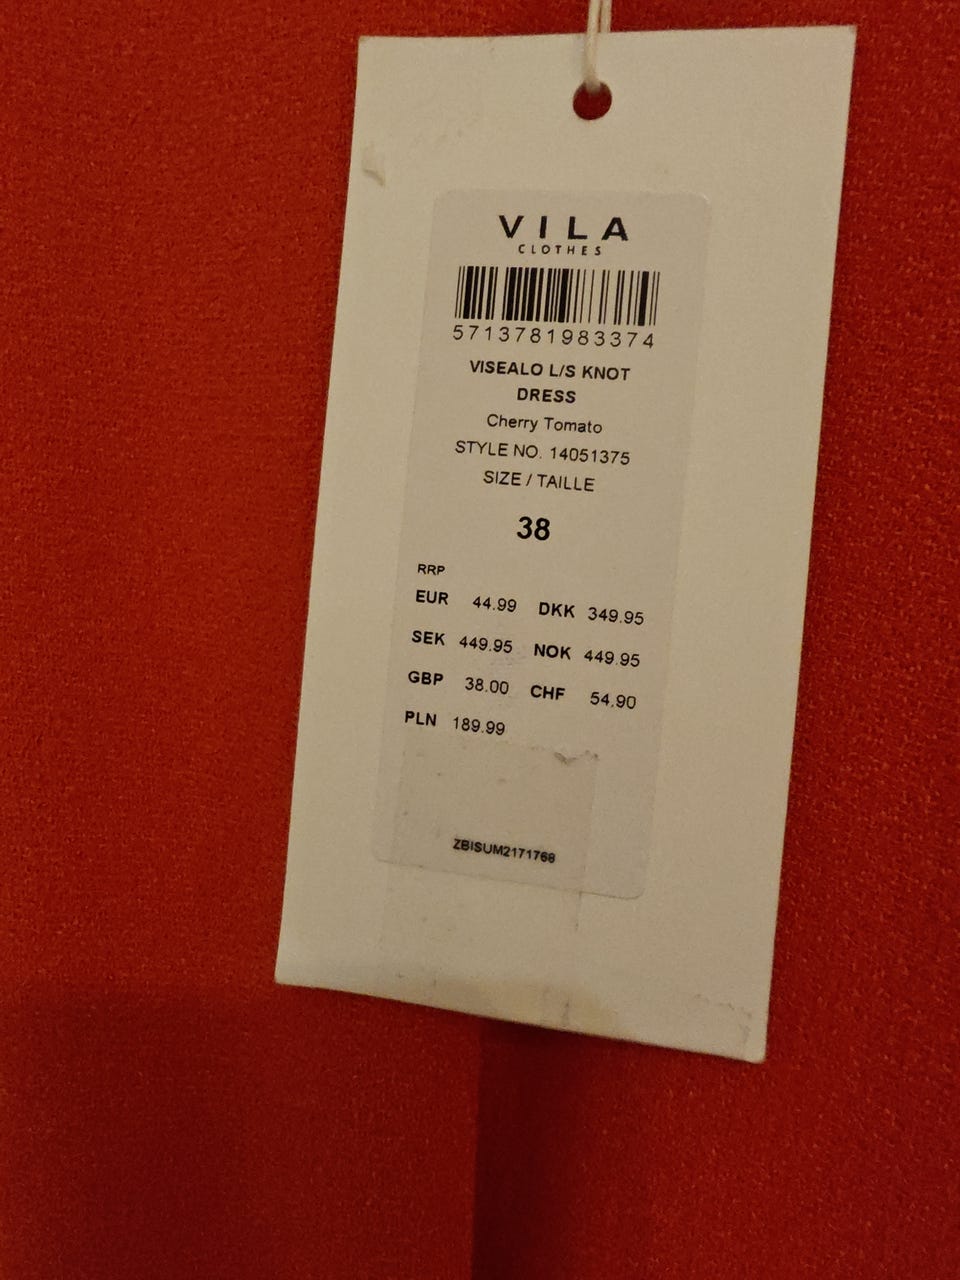 VILA
CLOTHES
5713781983374
VISEALO L/S KNOT
DRESS
Cherry Tomato
STYLE NO. 14051375
SIZE / TAILLE
38
RRP
EUR 44.99 DKK 349.95
SEK 449.95 NOK 449.95
GBP 38.00 CHF 54.90
PLN 189.99
ZBISUM2171768